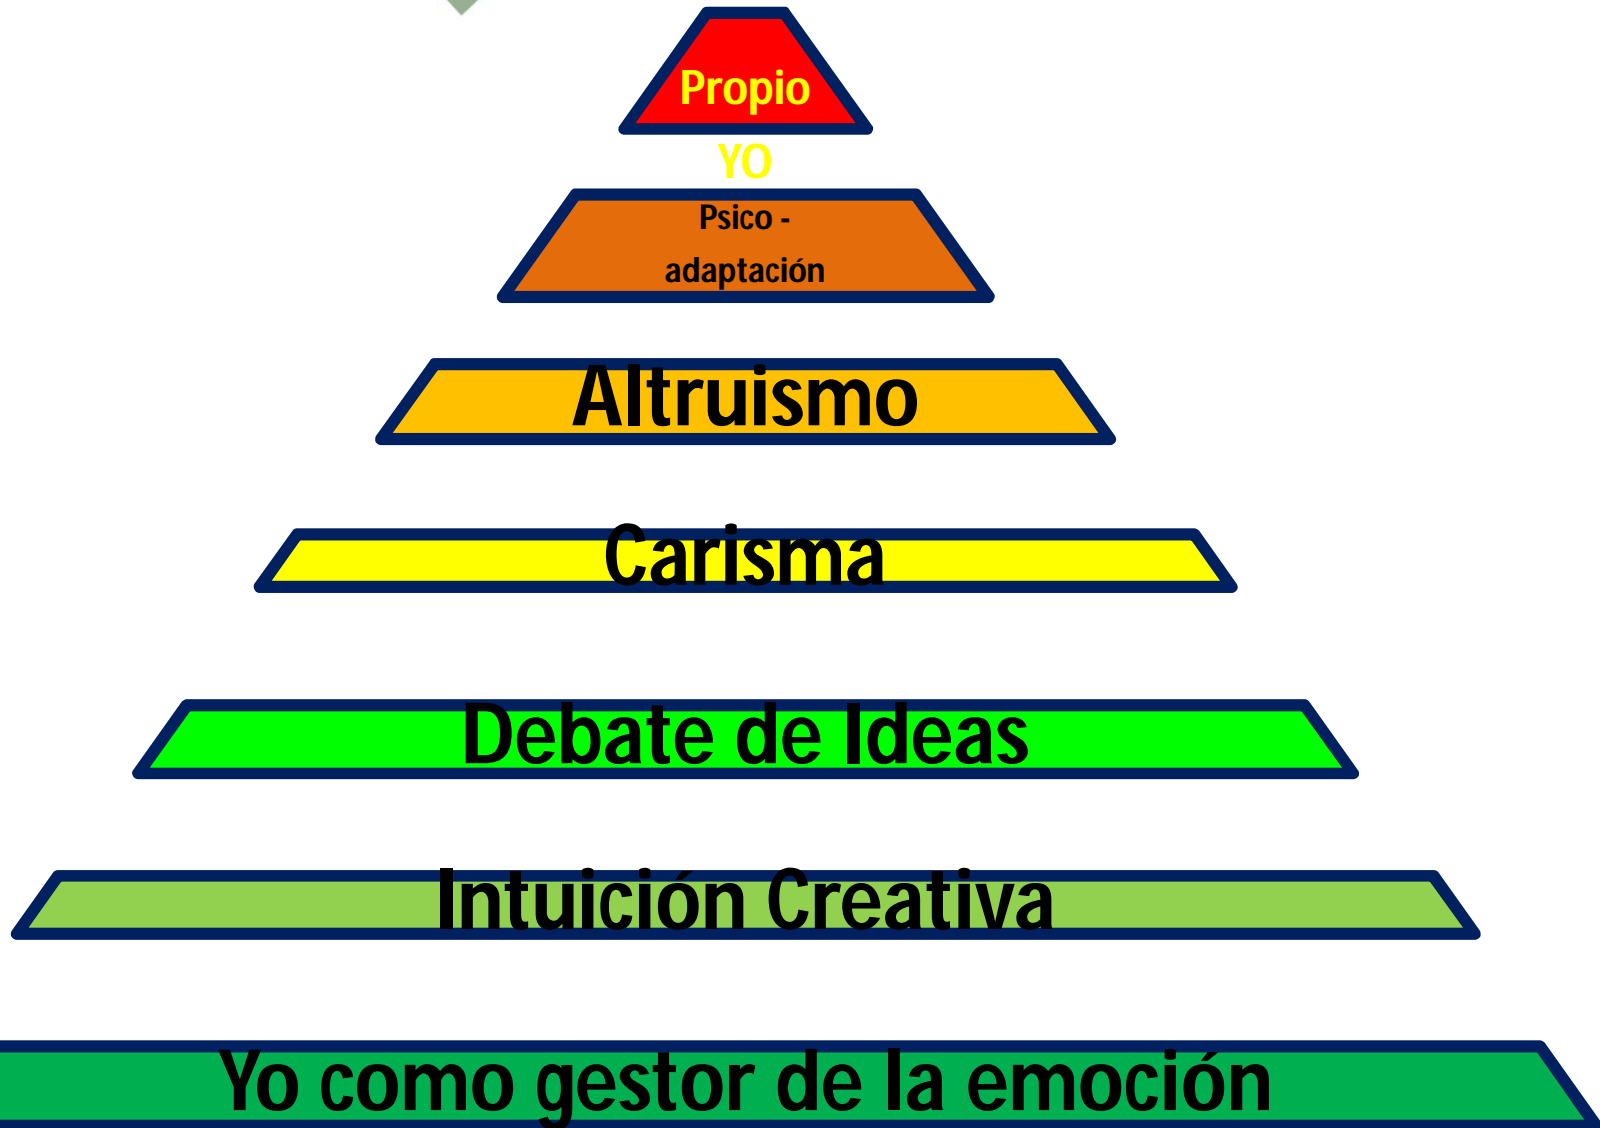 Propio
YO
Psico -
adaptación
Altruismo
Carisma
Debate de Ideas
Intuición Creativa
Yo como gestor de la emoción